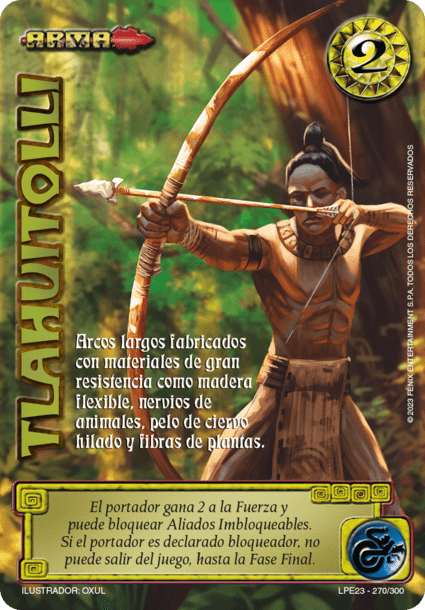 ARMA
2
TLAHUITOLLI
© 2023 FÉNIX ENTERTAINMENT S.P.A. TODOS LOS DERECHOS RESERVADOS
Arcos largos fabricados
con materiales de gran
resistencia como madera
flexible, nervios de
animales, pelo de ciervo
hilado y fibras de plantas.
El portador gana 2 a la Fuerza y
puede bloquear Aliados Imbloqueables.
Si el portador es declarado bloqueador, no
puede salir del juego, hasta la Fase Final.
ILUSTRADOR: OXUL
LPE23 - 270/300